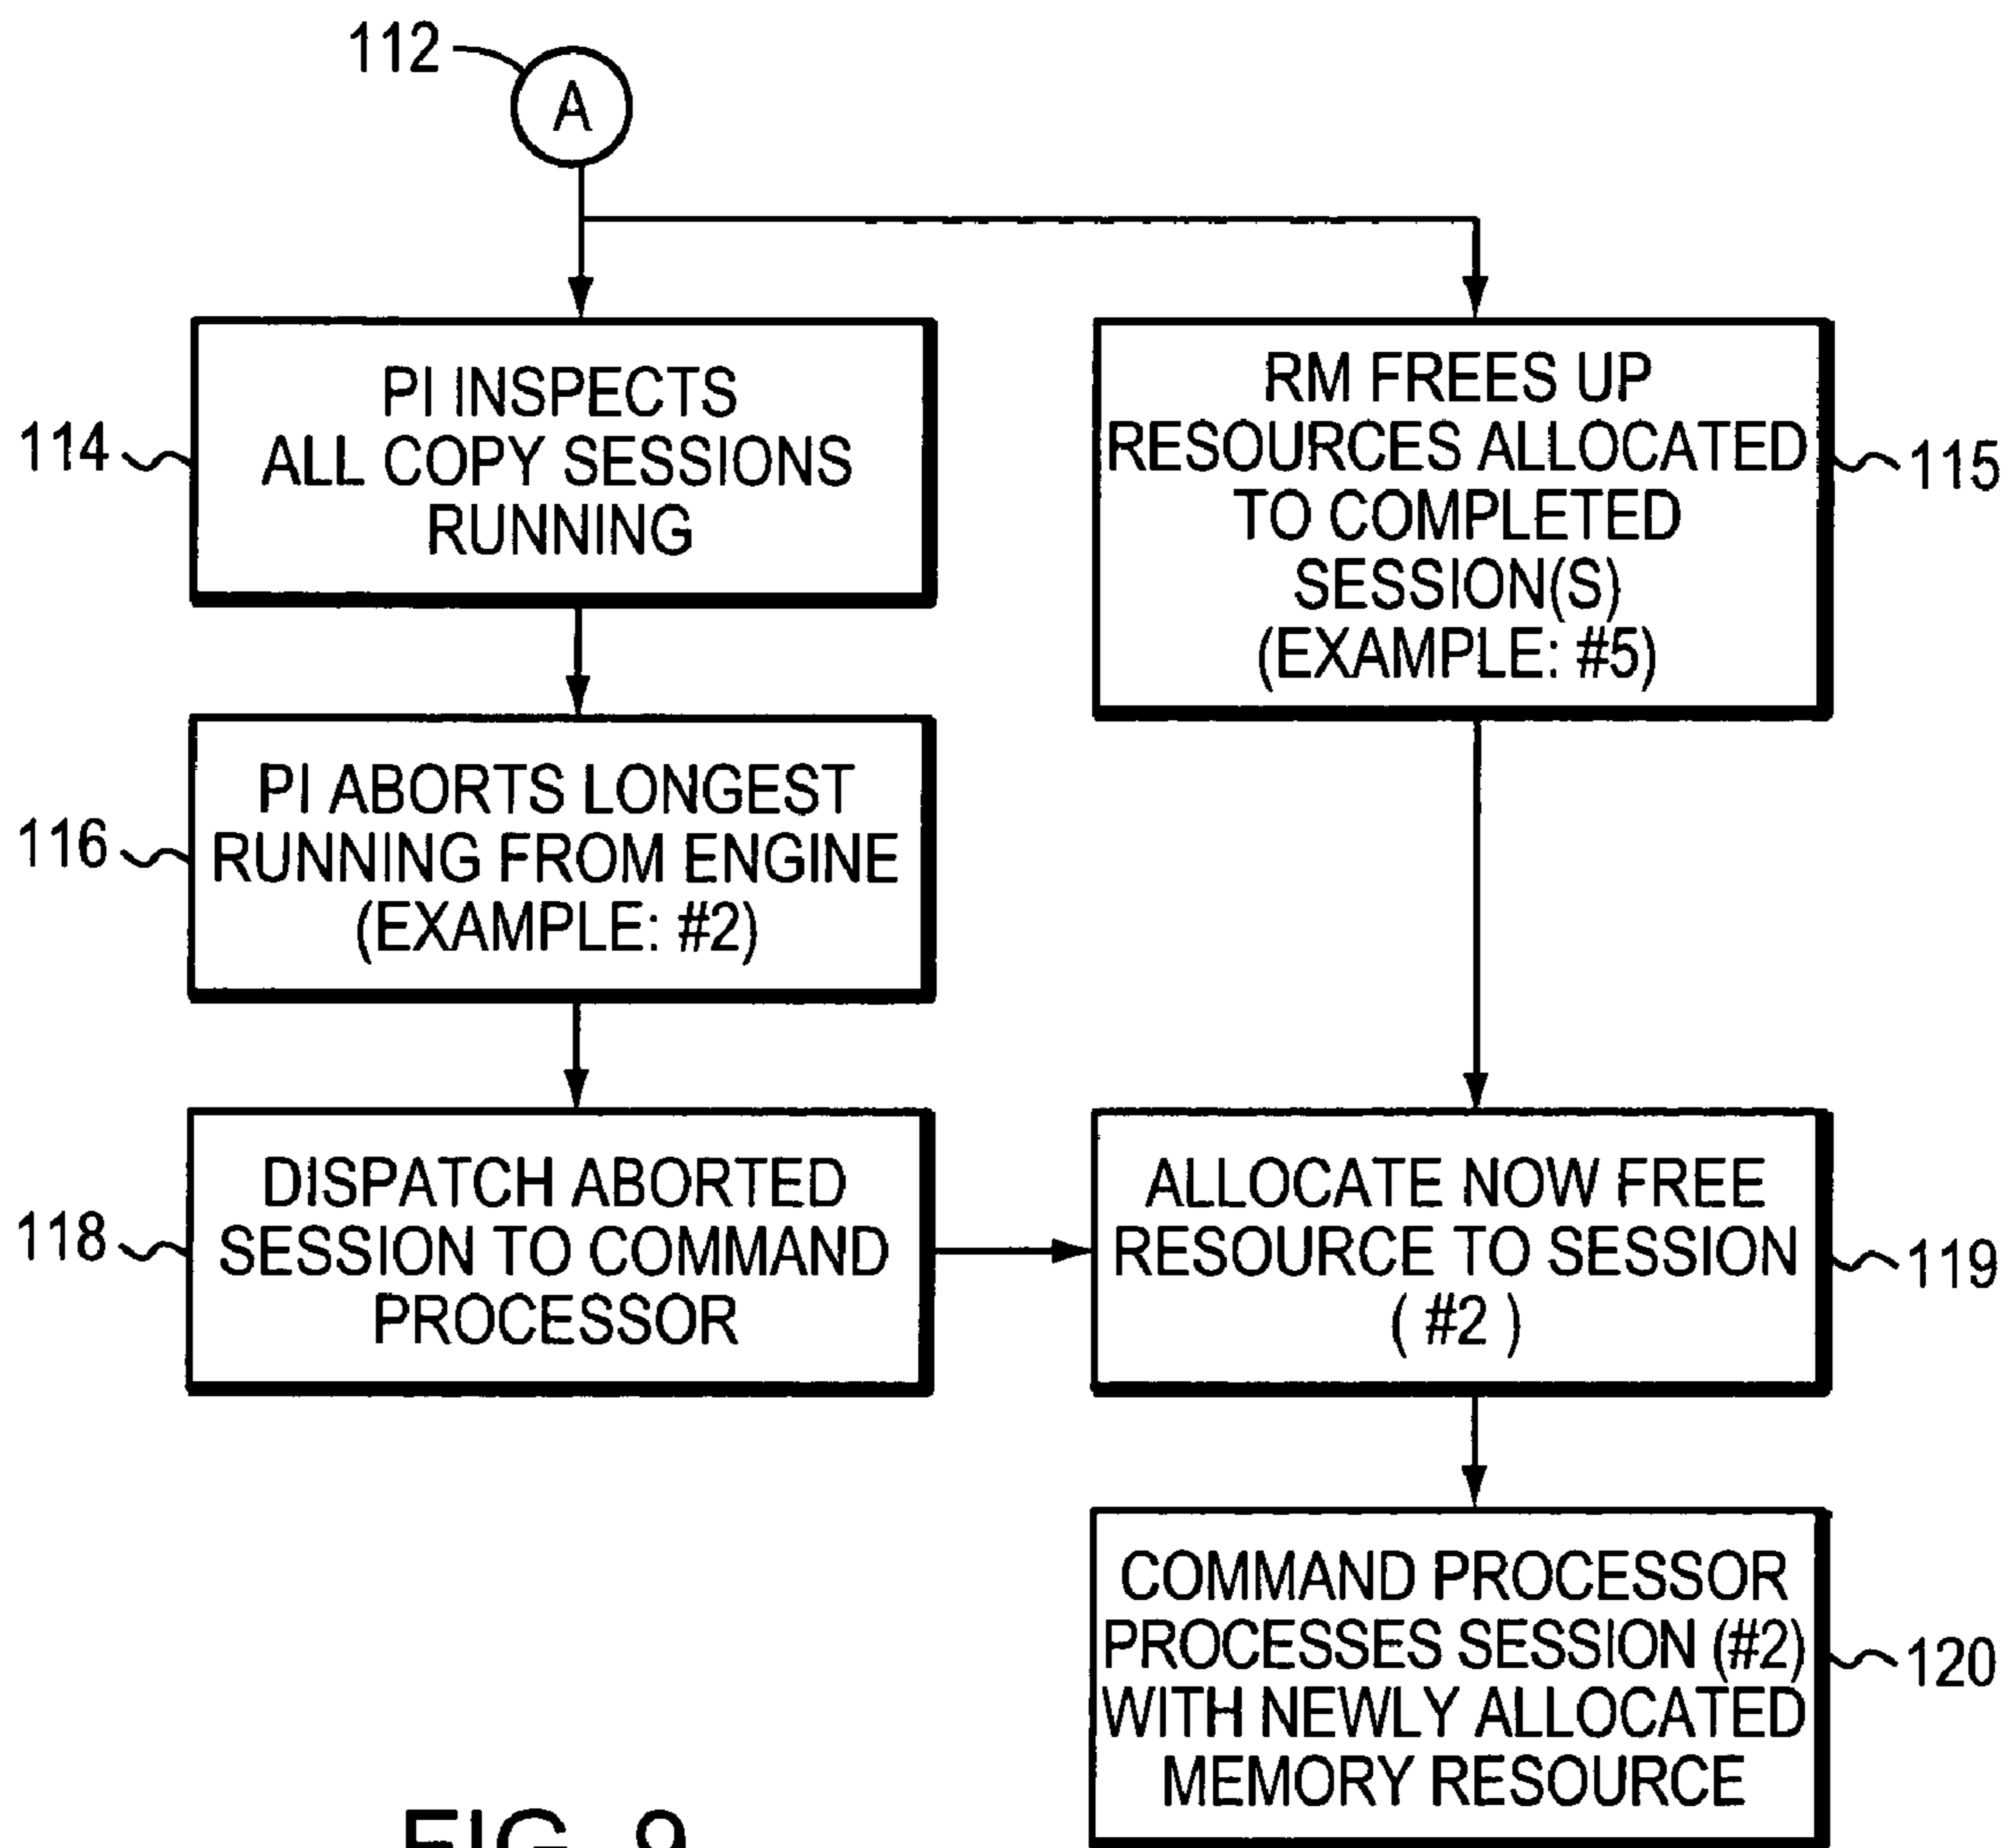 112
A
114
PI INSPECTS
ALL COPY SESSIONS
RUNNING
RM FREES UP
RESOURCES ALLOCATED
TO COMPLETED
SESSION(S)
(EXAMPLE: #5)
115
116
PI ABORTS LONGEST
RUNNING FROM ENGINE
(EXAMPLE: #2)
118
DISPATCH ABORTED
SESSION TO COMMAND
PROCESSOR
ALLOCATE NOW FREE
RESOURCE TO SESSION
( #2 )
119
COMMAND PROCESSOR
PROCESSES SESSION (#2)
WITH NEWLY ALLOCATED
MEMORY RESOURCE
120
FIG. 9